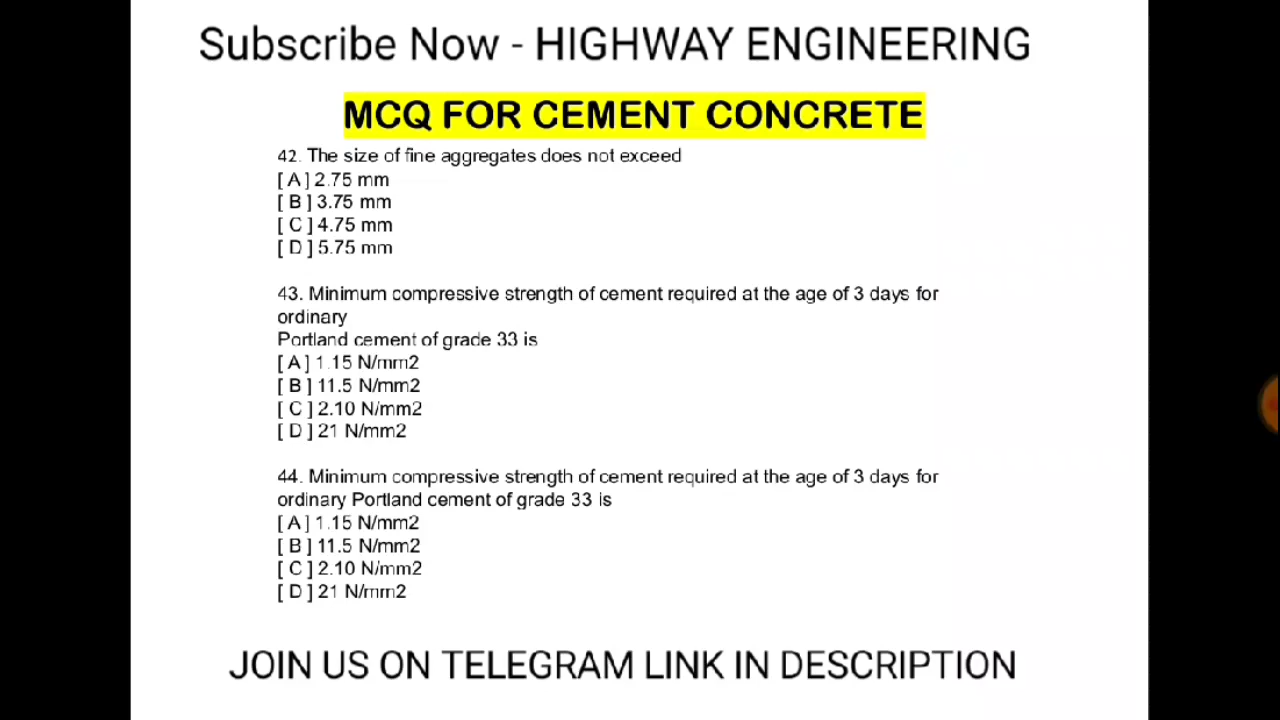 Subscribe Now - HIGHWAY ENGINEERING
MCQ FOR CEMENT CONCRETE
42. The size of fine aggregates does not exceed
[ A ] 2.75 mm
[ B ] 3.75 mm
[ C ] 4.75 mm
[ D ] 5.75 mm
43. Minimum compressive strength of cement required at the age of 3 days for
ordinary
Portland cement of grade 33 is
[ A ] 1.15 N/mm2
[ B ] 11.5 N/mm2
[ C ] 2.10 N/mm2
[ D ] 21 N/mm2
44. Minimum compressive strength of cement required at the age of 3 days for
ordinary Portland cement of grade 33 is
[ A ] 1.15 N/mm2
[ B ] 11.5 N/mm2
[ C ] 2.10 N/mm2
[ D ] 21 N/mm2
JOIN US ON TELEGRAM LINK IN DESCRIPTION